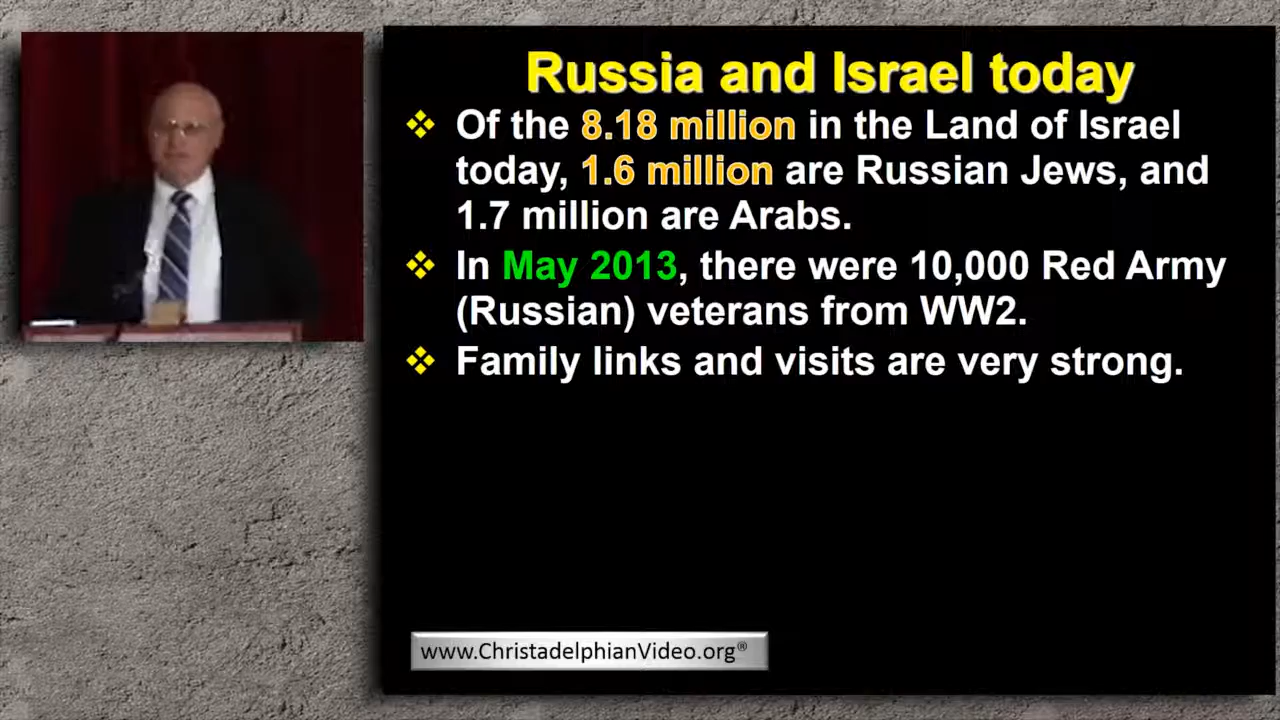 Russia and Israel today
❖ Of the 8.18 million in the Land of Israel
today, 1.6 million are Russian Jews, and
1.7 million are Arabs.
❖ In May 2013, there were 10,000 Red Army
(Russian) veterans from WW2.
❖ Family links and visits are very strong.
www.ChristadelphianVideo.org®